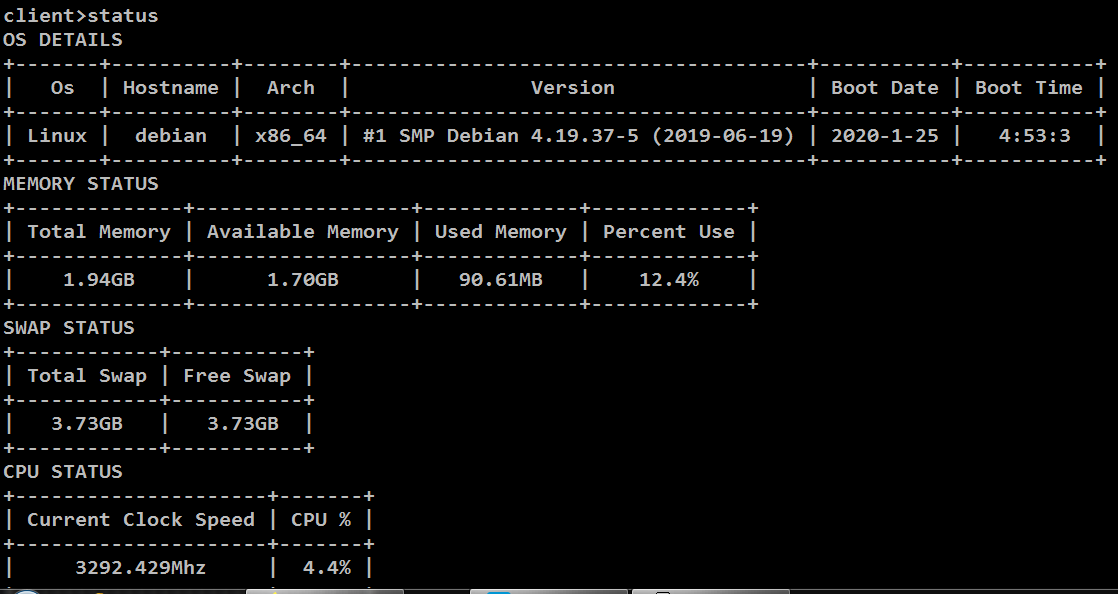 client>status
OS DETAILS
+-------+----------+--------+--------------------------------------+-----------+------------+
|   Os  | Hostname |  Arch  |               Version                | Boot Date | Boot Time |
+-------+----------+--------+--------------------------------------+-----------+------------+
| Linux |  debian  | x86_64 | #1 SMP Debian 4.19.37-5 (2019-06-19) | 2020-1-25 |   4:53:3  |
+-------+----------+--------+--------------------------------------+-----------+------------+
MEMORY STATUS
+--------------+------------------+-------------+-------------+
| Total Memory | Available Memory | Used Memory | Percent Use |
+--------------+------------------+-------------+-------------+
|    1.94GB    |      1.70GB      |   90.61MB   |    12.4%    |
+--------------+------------------+-------------+-------------+
SWAP STATUS
+------------+-----------+
| Total Swap | Free Swap |
+------------+-----------+
|   3.73GB   |   3.73GB  |
+------------+-----------+
CPU STATUS
+---------------------+-------+
| Current Clock Speed | CPU % |
+---------------------+-------+
|     3292.429Mhz     |  4.4% |